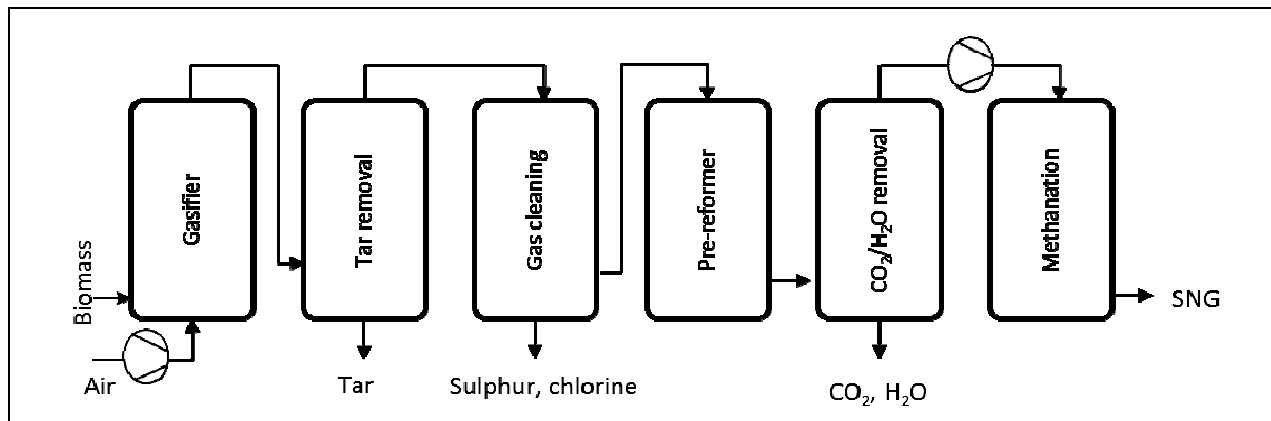 Gasifier
Tar removal
Gas cleaning
Pre-reformer
CO₂/H₂O removal
Methanation
Biomass
SNG
Air
Tar
Sulphur, chlorine
CO₂, H₂O